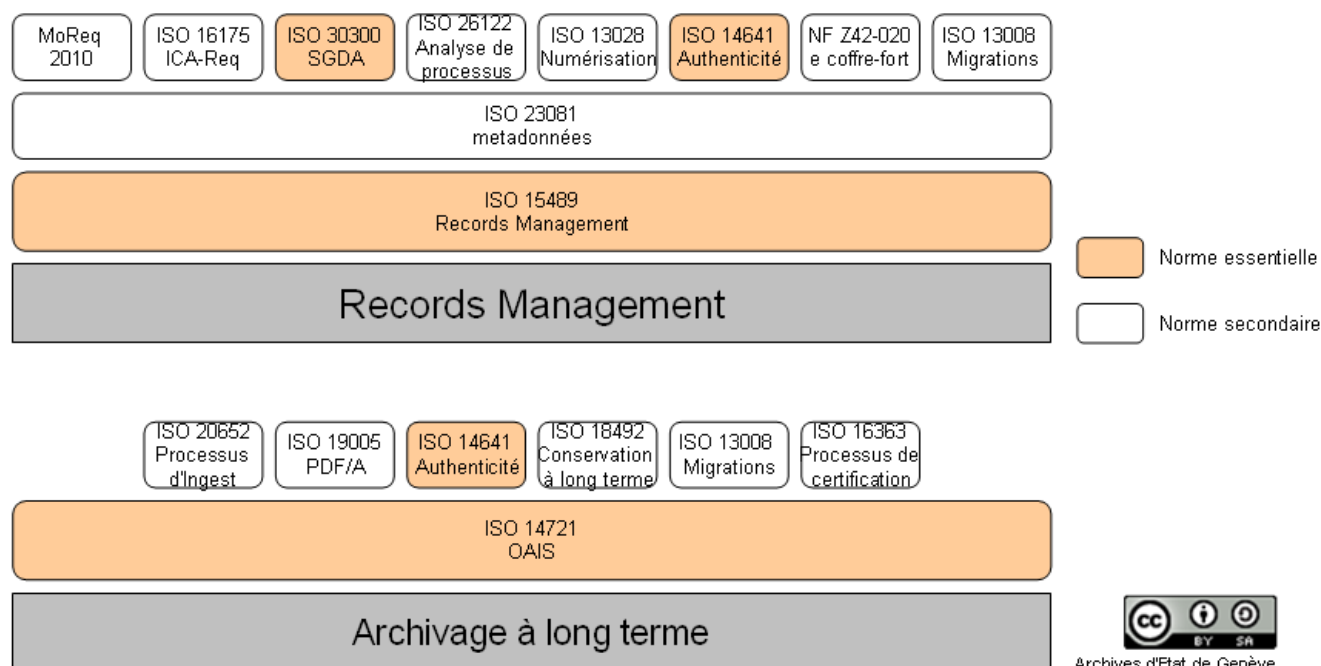 MoReq
2010
ISO 16175
ICA-Req
ISO 30300
SGDA
ISO 26122
Analyse de
processus
ISO 13028
Numérisation
ISO 14641
Authenticité
NF Z42-020
e coffre-fort
ISO 13008
Migrations
ISO 23081
metadonnées
ISO 15489
Records Management
Records Management
Norme essentielle
Norme secondaire
ISO 20652
Processus
d'Ingest
ISO 19005
PDF/A
ISO 14641
Authenticité
ISO 18492
Conservation
à long terme
ISO 13008
Migrations
ISO 16363
Processus de
certification
ISO 14721
OAIS
Archivage à long terme
cc
BY SA
Archives d'Etat de Genève